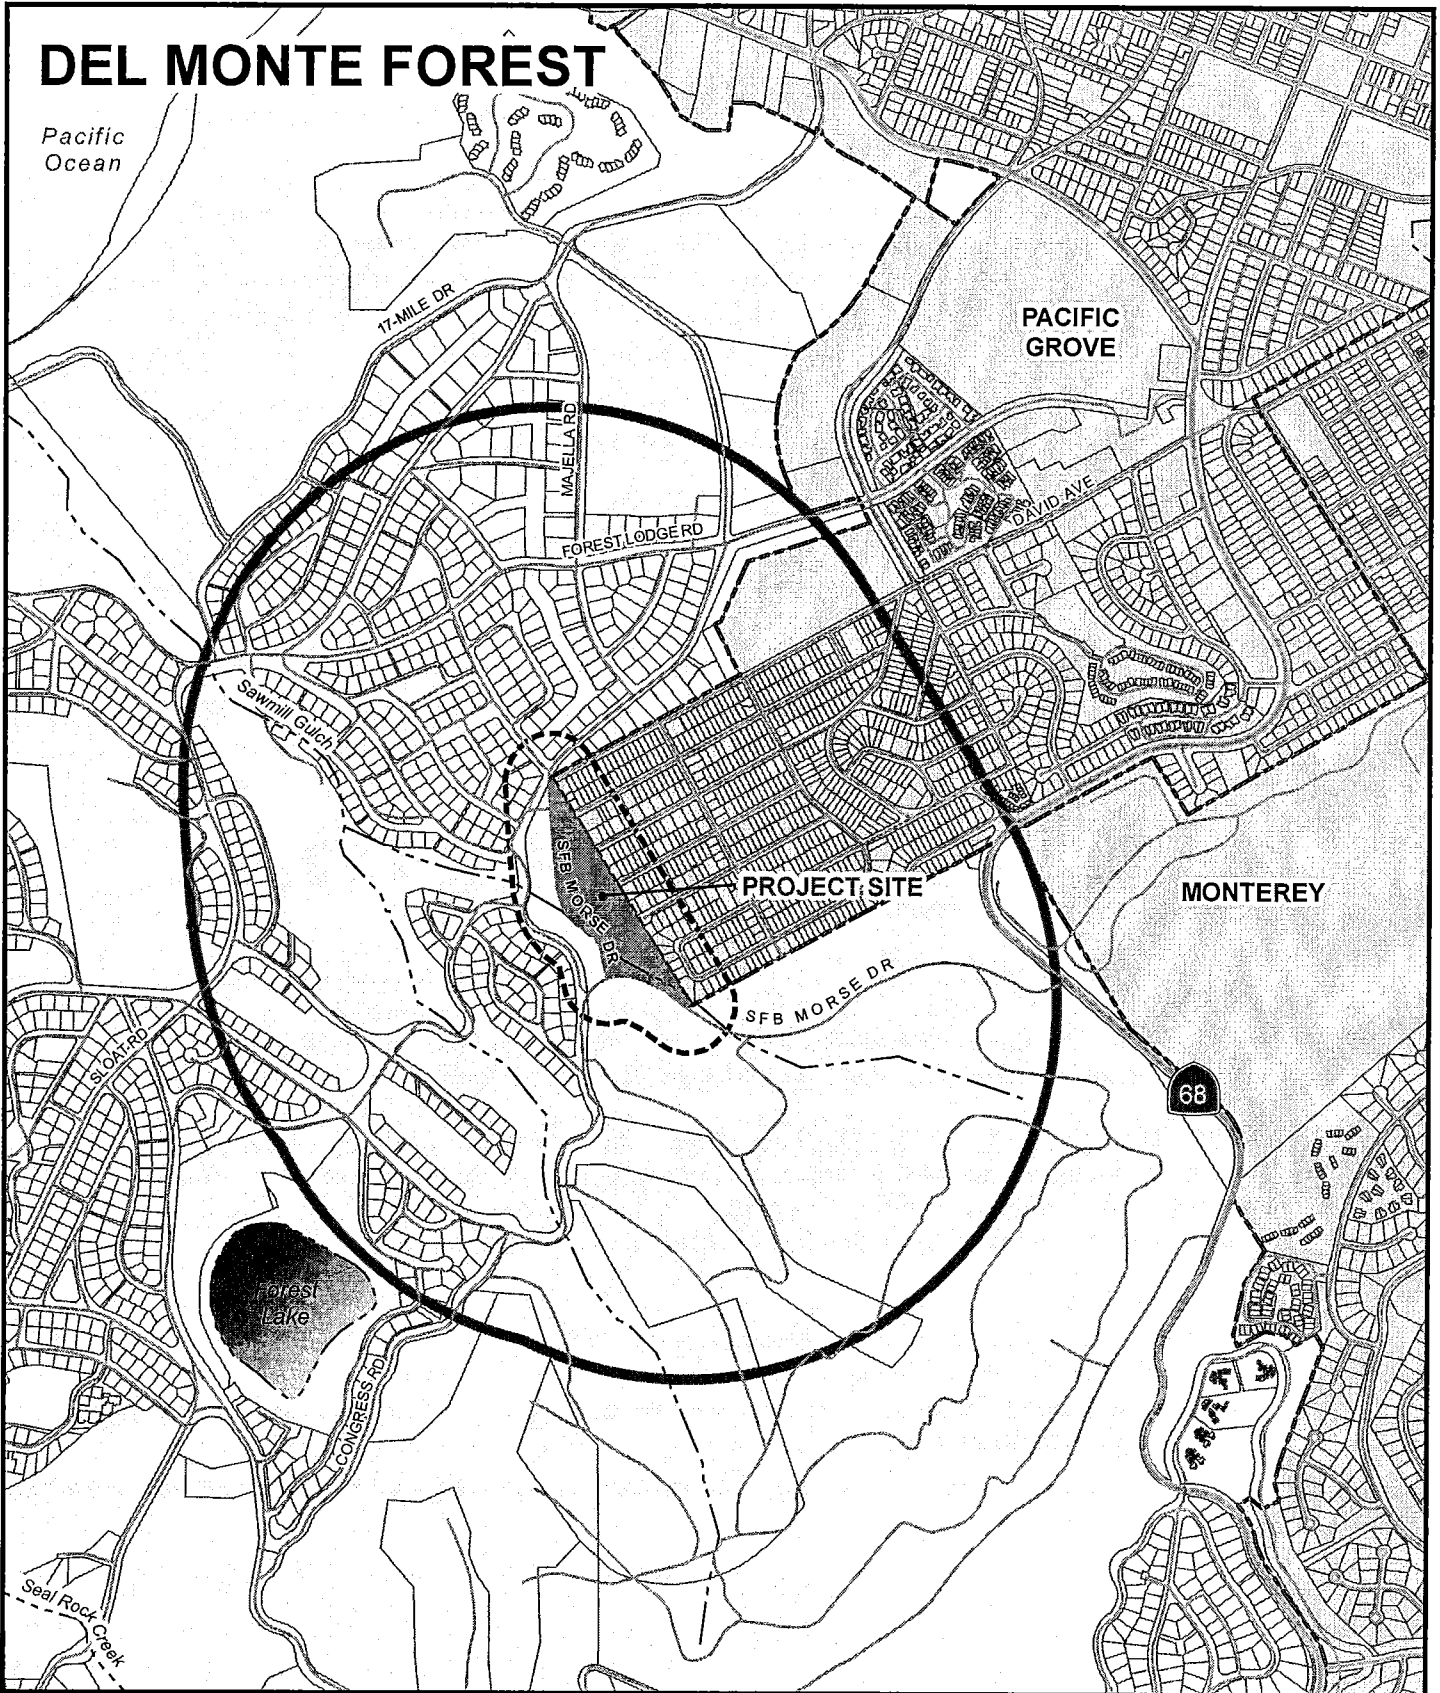 DEL MONTE FOREST
Pacific
Ocean
17-MILE DR
PACIFIC
GROVE
MAJELLA RD
DAVID AVE
FOREST LODGE RD
Sawmill Gulch
SFB MORSE DR
PROJECT SITE
MONTEREY
SFB MORSE DR
SLOAT RD
68
Forest
Lake
CONGRESS RD
Seal Rock Creek